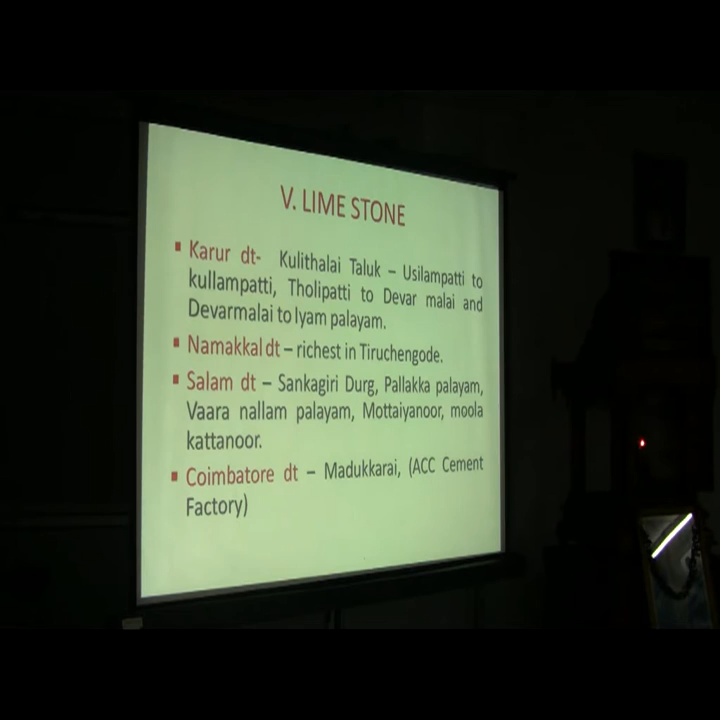 V. LIME STONE
▪ Karur dt- Kulithalai Taluk – Usilampatti to
kullampatti, Tholipatti to Devar malai and
Devarmalai to Iyam palayam.
▪ Namakkal dt – richest in Tiruchengode.
▪ Salam dt – Sankagiri Durg, Pallakka palayam,
Vaara nallam palayam, Mottaiyanoor, moola
kattanoor.
▪ Coimbatore dt – Madukkarai, (ACC Cement
Factory)